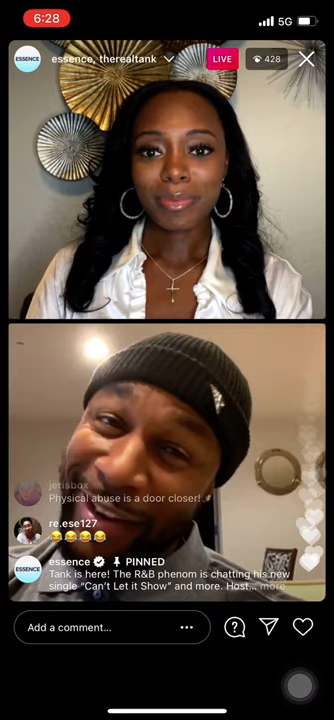 6:28
5G
ESSENCE
essence, therealtank
LIVE
428
jerisbox
Physical abuse is a door closer!
re.ese127
😂😂😂😂
ESSENCE
essence PINNED
Tank is here! The R&B phenom is chatting his new
single “Can’t Let it Show” and more. Host... more
Add a comment...